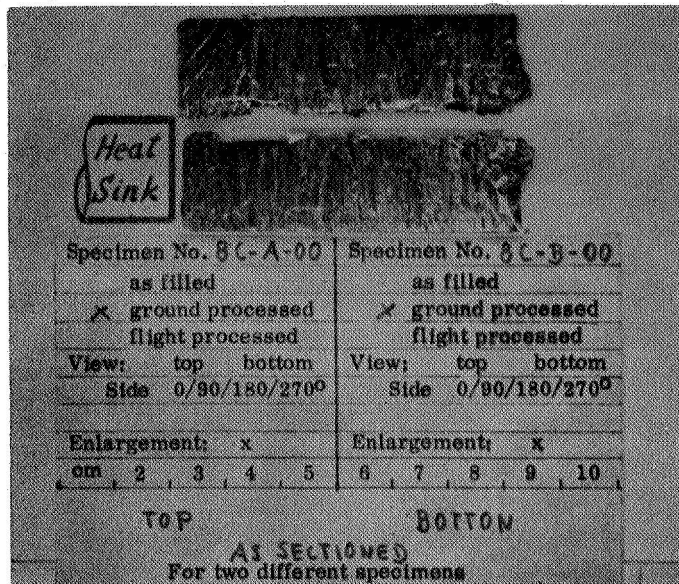 Heat
Sink
Specimen No. 8C-A-00 Specimen No. 8C-B-00
as filled as filled
x ground processed x ground processed
flight processed flight processed
View: top bottom View: top bottom
Side 0/90/180/270° Side 0/90/180/270°
Enlargement: x Enlargement: x
cm 2 3 4 5 6 7 8 9 10
TOP BOTTOM
AS SECTIONED
For two different specimens